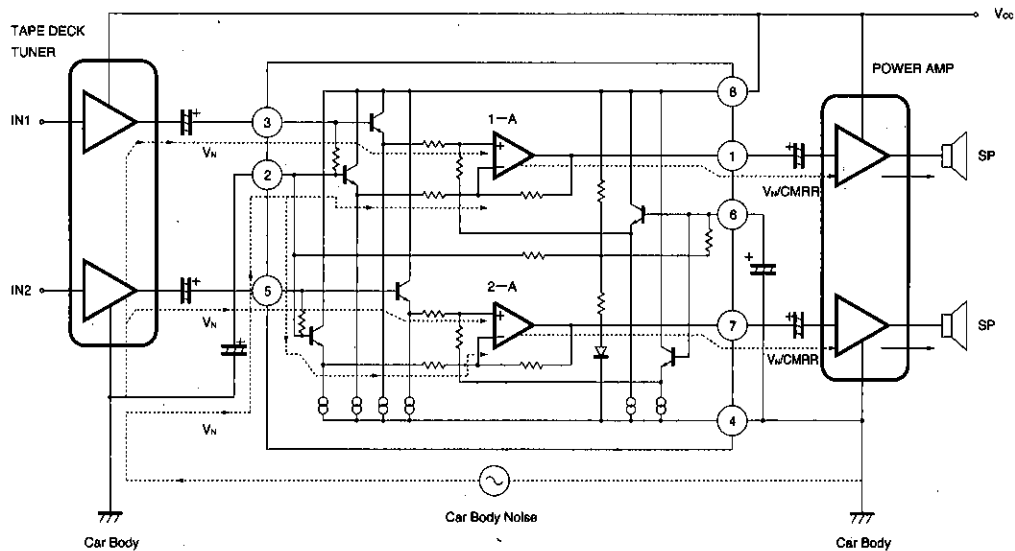 TAPE DECK
TUNER
Vcc
POWER AMP
IN1
+
3
8
1-A
+
−
1
+
SP
VN
2
VN/CMRR
6
+
IN2
+
5
2-A
+
−
7
+
SP
VN
+
VN/CMRR
VN
4
Car Body Noise
Car Body
Car Body